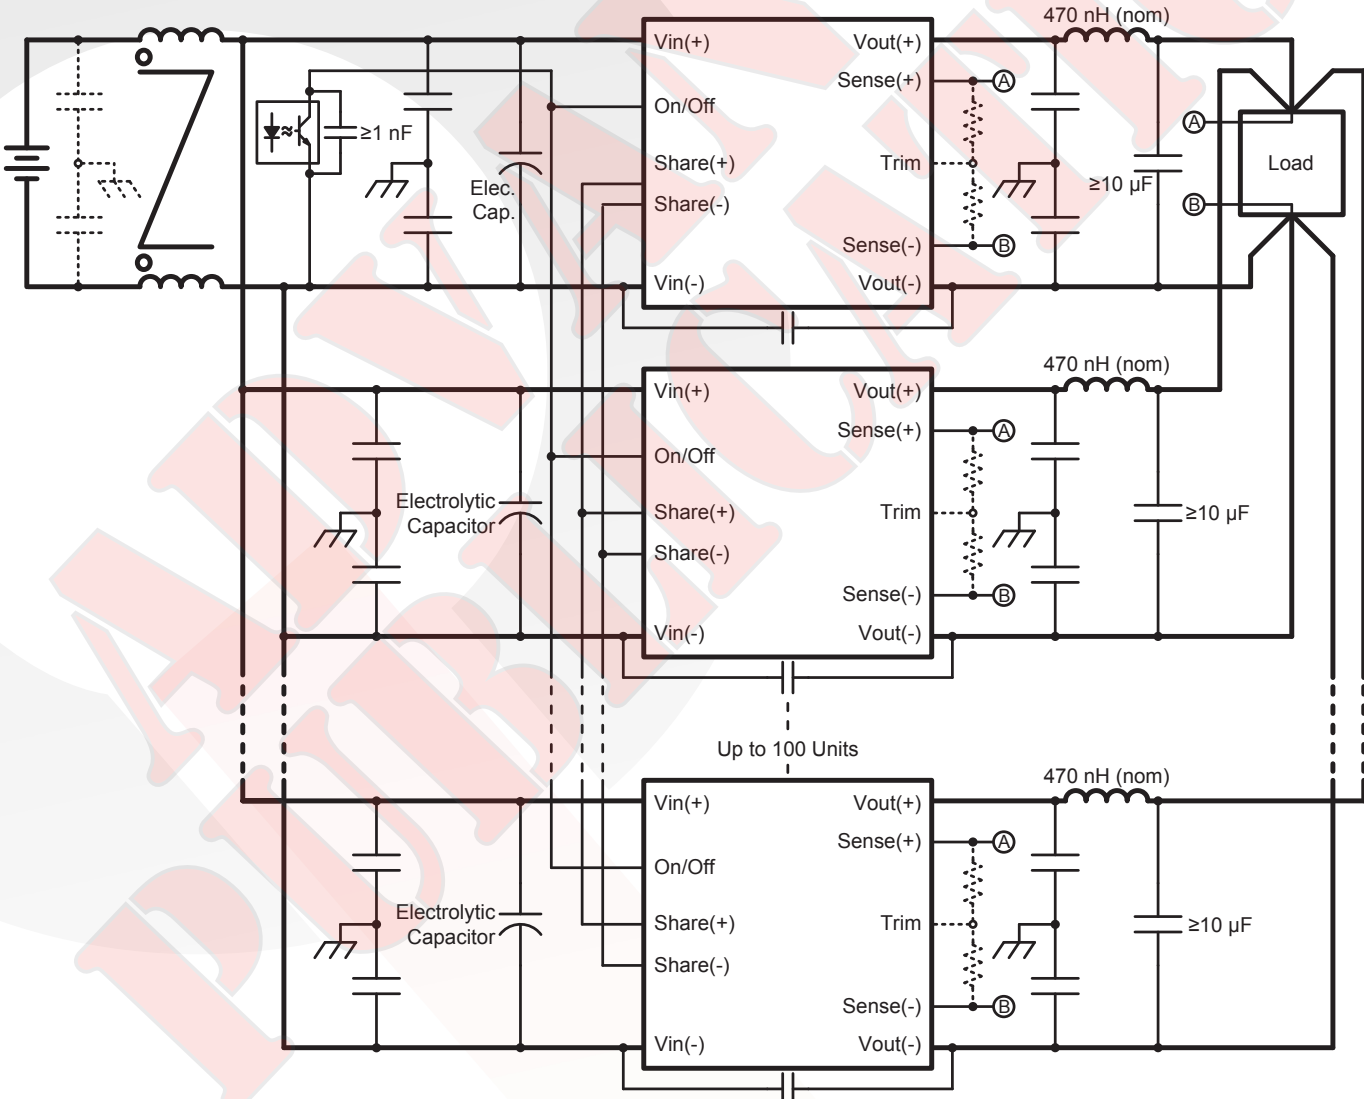 470 nH (nom)
Vin(+)
Vout(+)
Sense(+)
A
On/Off
≥1 nF
A
Share(+)
Trim
Load
Elec.
Cap.
≥10 µF
Share(-)
B
Sense(-)
B
Vin(-)
Vout(-)
470 nH (nom)
Vin(+)
Vout(+)
Sense(+)
A
On/Off
Electrolytic
Capacitor
Share(+)
Trim
≥10 µF
Share(-)
Sense(-)
B
Vin(-)
Vout(-)
Up to 100 Units
470 nH (nom)
Vin(+)
Vout(+)
Sense(+)
A
On/Off
Electrolytic
Capacitor
Share(+)
Trim
≥10 µF
Share(-)
Sense(-)
B
Vin(-)
Vout(-)